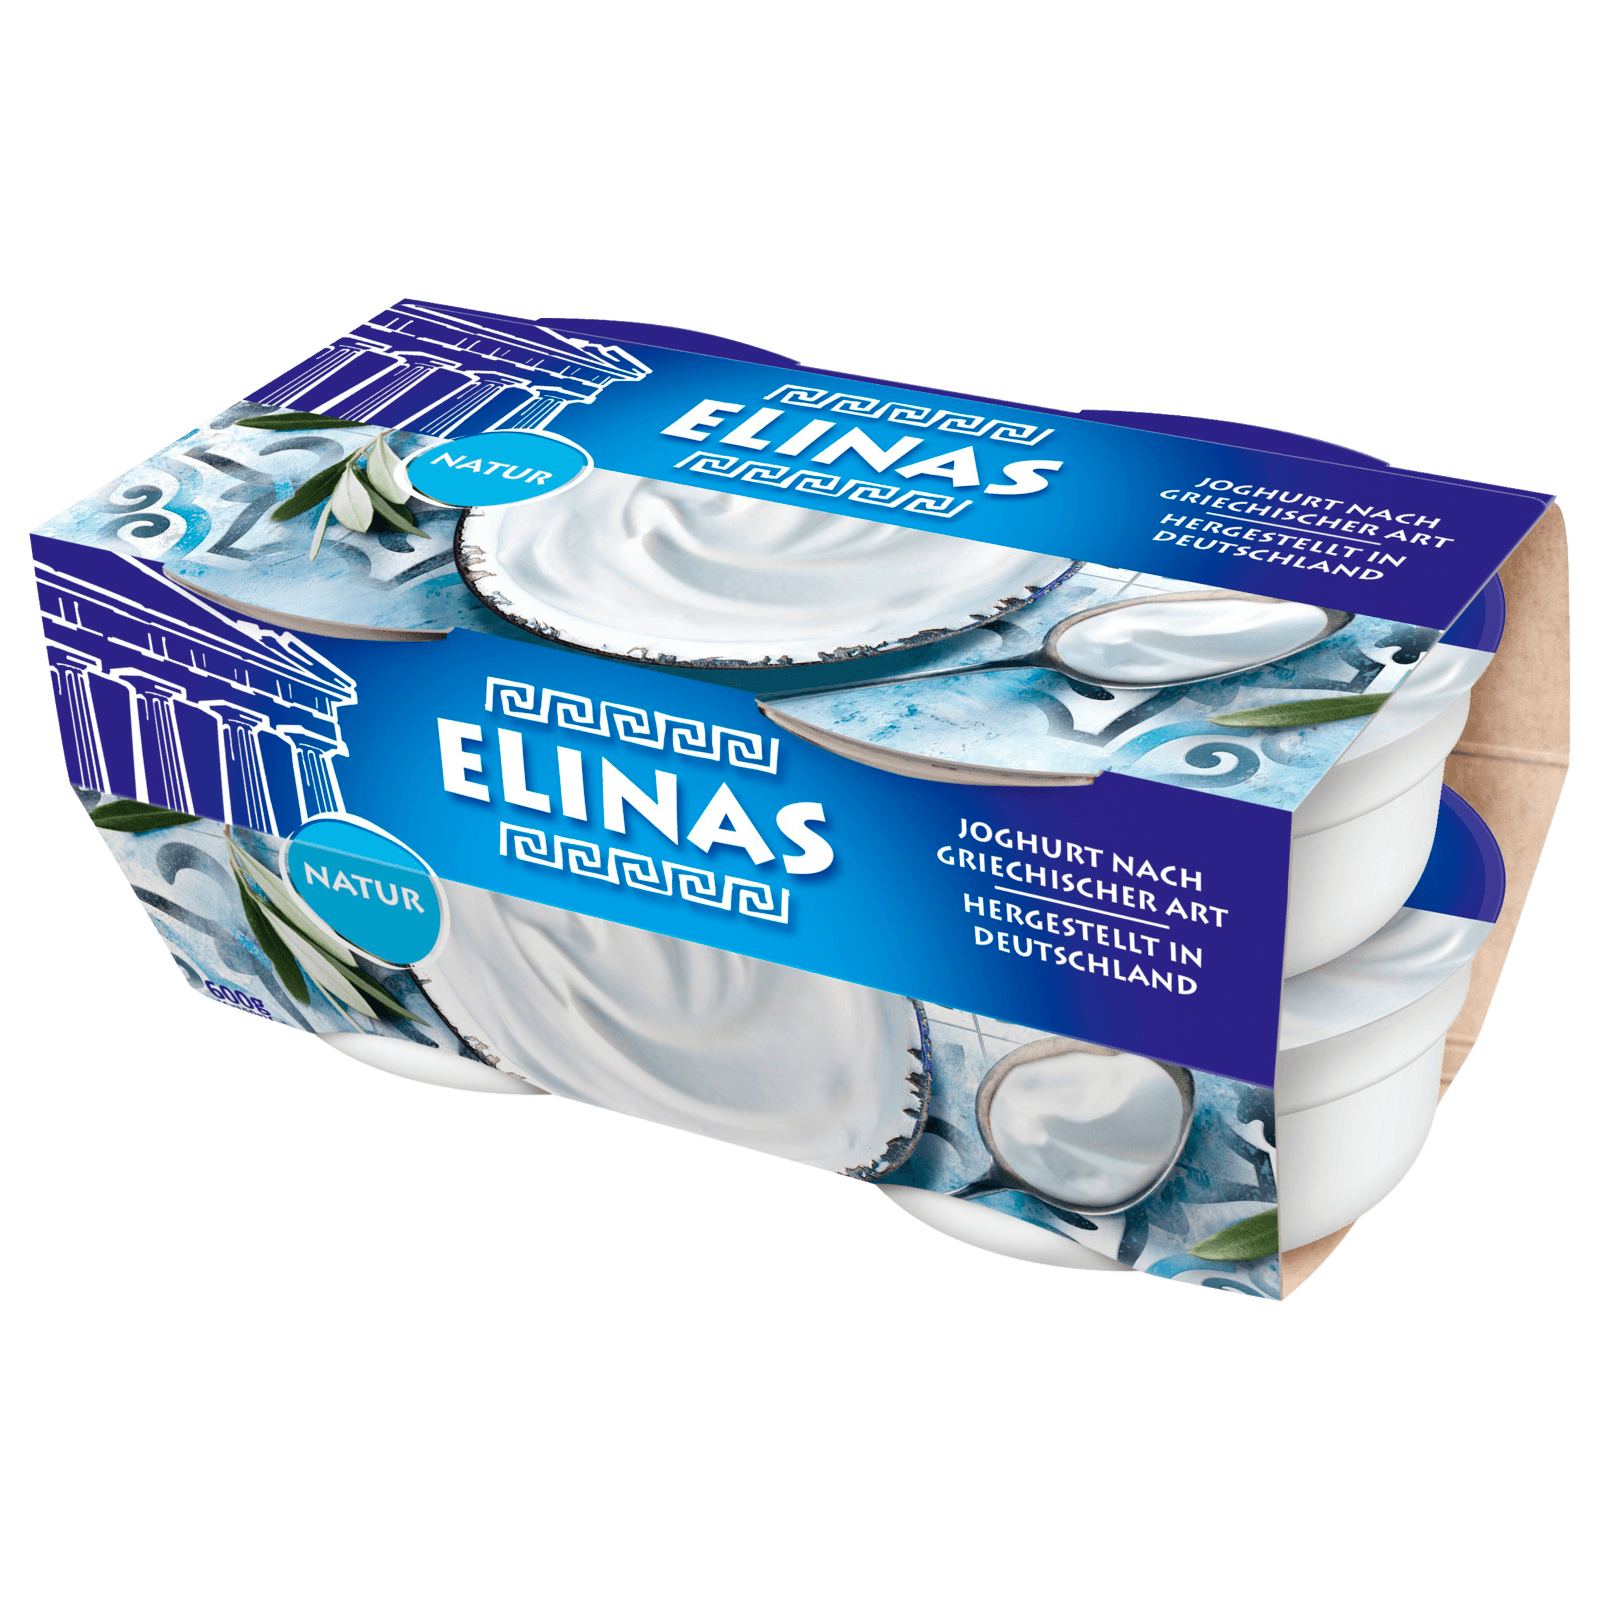 ELINAS
NATUR
JOGHURT NACH
GRIECHISCHER ART
HERGESTELLT IN
DEUTSCHLAND
ELINAS
NATUR
JOGHURT NACH
GRIECHISCHER ART
HERGESTELLT IN
DEUTSCHLAND
600g